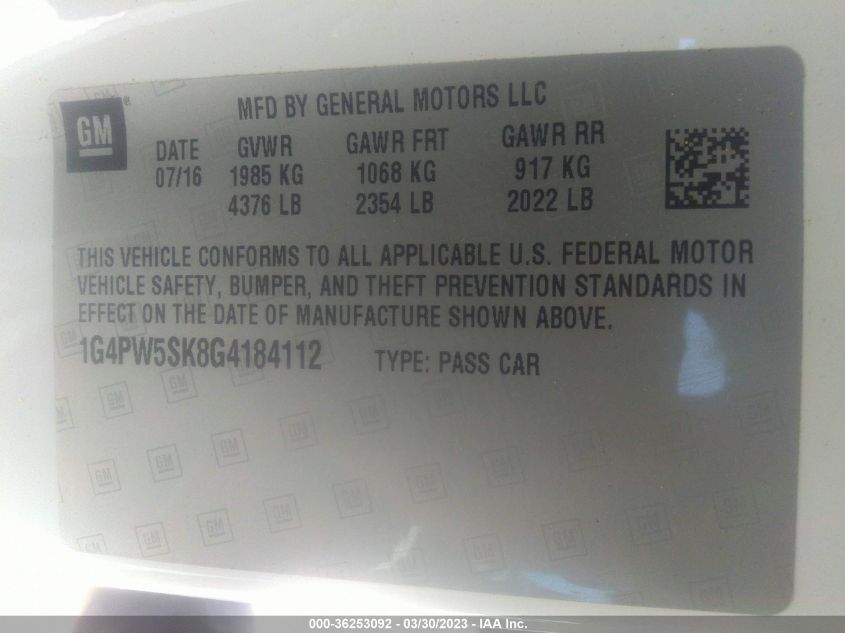 GM
MFD BY GENERAL MOTORS LLC
DATE GVWR GAWR FRT GAWR RR
07/16 1985 KG 1068 KG 917 KG
4376 LB 2354 LB 2022 LB
THIS VEHICLE CONFORMS TO ALL APPLICABLE U.S. FEDERAL MOTOR
VEHICLE SAFETY, BUMPER, AND THEFT PREVENTION STANDARDS IN
EFFECT ON THE DATE OF MANUFACTURE SHOWN ABOVE.
1G4PW5SK8G4184112 TYPE: PASS CAR
000-36253092 - 03/30/2023 - IAA Inc.